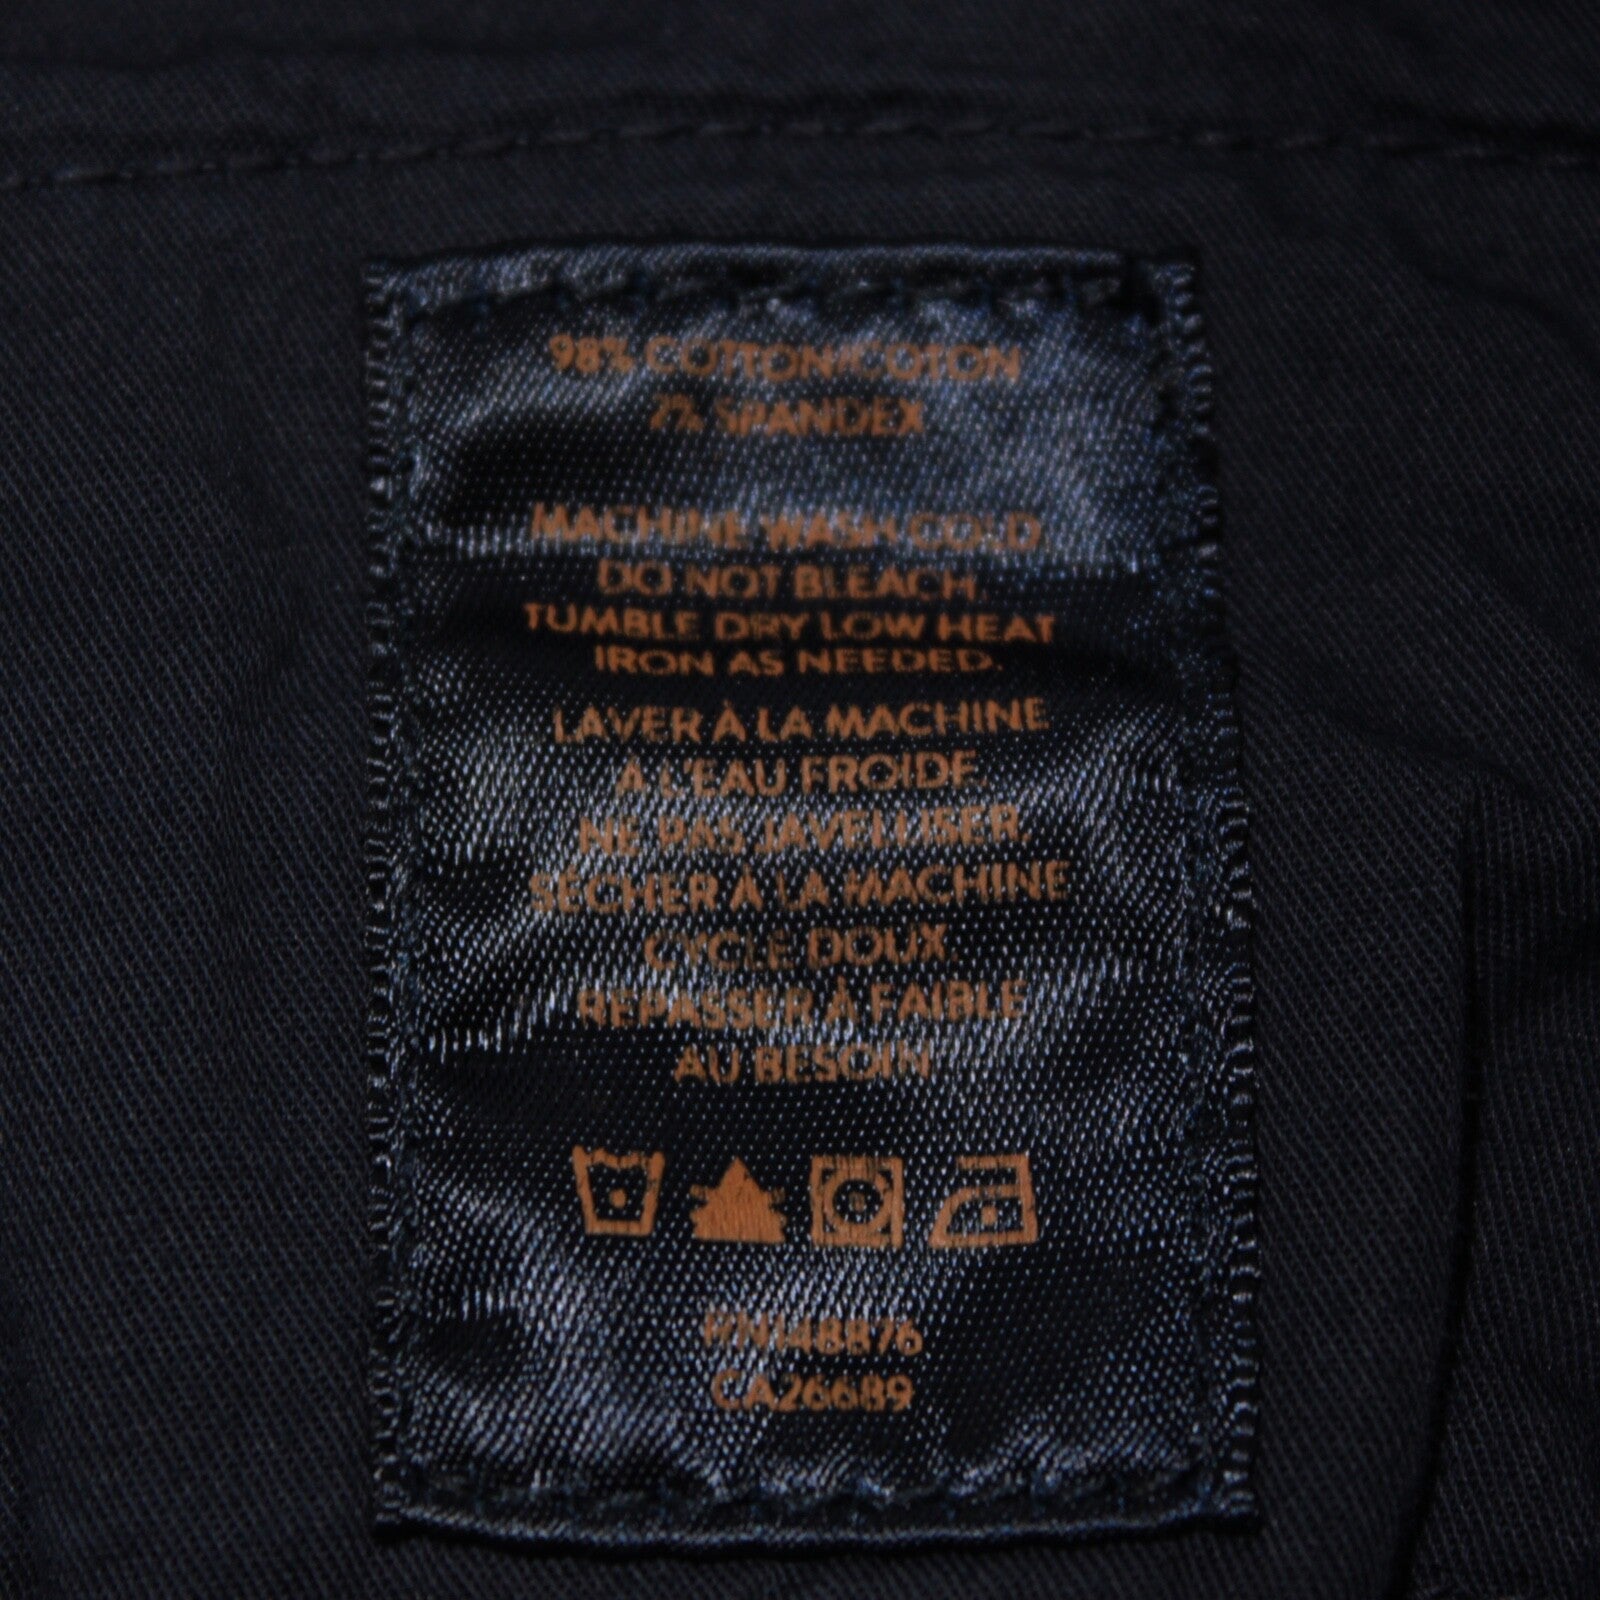 98% COTTON/COTON
2% SPANDEX
MACHINE WASH COLD
DO NOT BLEACH.
TUMBLE DRY LOW HEAT
IRON AS NEEDED.
LAVER À LA MACHINE
À L'EAU FROIDE.
NE PAS JAVELLISER.
SÉCHER À LA MACHINE
CYCLE DOUX.
REPASSER À FAIBLE
AU BESOIN
RN148876
CA26689